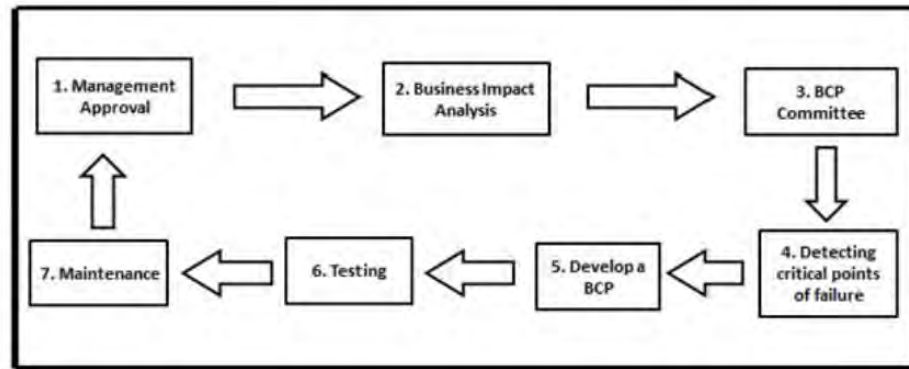 1. Management
Approval
2. Business Impact
Analysis
3. BCP
Committee
7. Maintenance
6. Testing
5. Develop a
BCP
4. Detecting
critical points
of failure